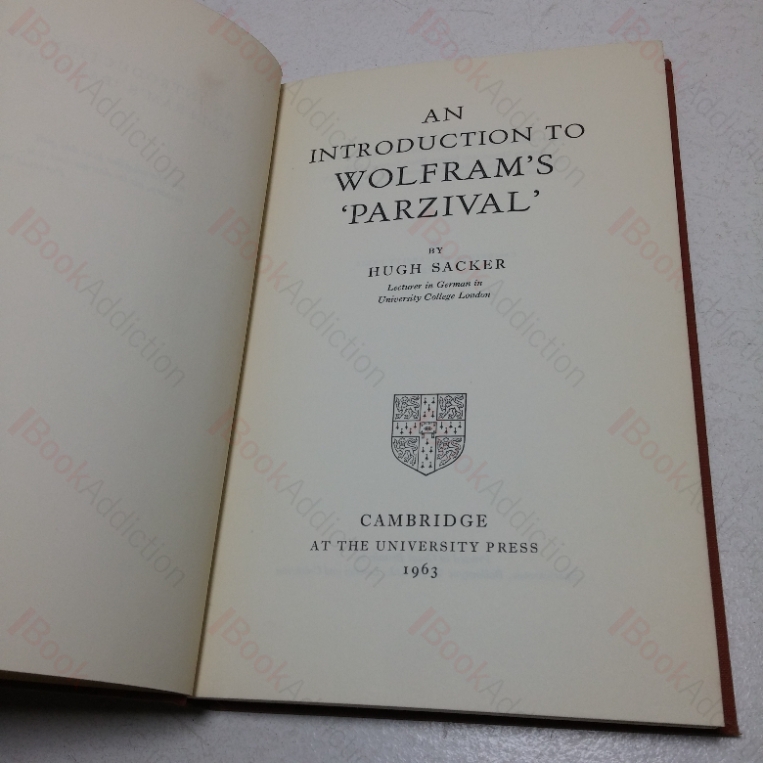 AN
INTRODUCTION TO
WOLFRAM'S
'PARZIVAL'
BY
HUGH SACKER
Lecturer in German in
University College London
CAMBRIDGE
AT THE UNIVERSITY PRESS
1963
BookAddiction